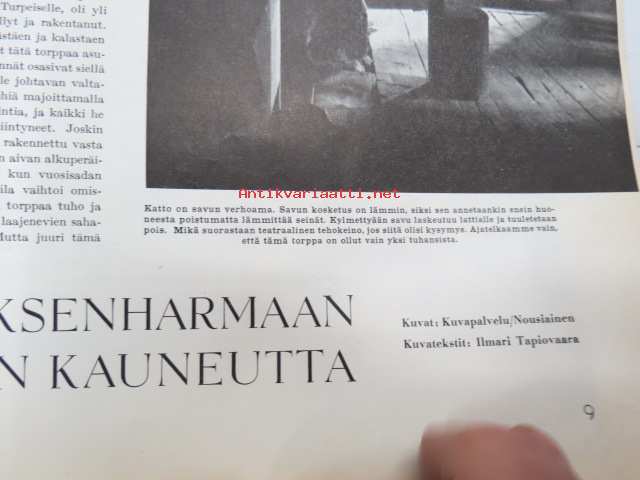 Turpeiselle, oli yli
llyt ja rakentanut.
stäen ja kalastaen
t tätä torppaa asu-
nnät osasivat siellä
le johtavan valta-
hiä majoittamalla
ntia, ja kaikki he
iintyneet. Joskin
rakennettu vasta
n aivan alkuperäi-
kun vuosisadan
ila vaihtoi omis-
torppaa tuho ja
laajenevien saha-
Mutta juuri tämä
Antikvariaatti.net
Katto on savun verhoama. Savun kosketus on lämmin, siksi sen annetaankin ensin huo-
neesta poistumatta lämmittää seinät. Kylmettyään savu laskeutuu lattialle ja tuuletetaan
pois. Mikä suorastaan teatraalinen tehokeino, jos siitä olisi kysymys. Ajatelkaamme vain,
että tämä torppa on ollut vain yksi tuhansista.
KSENHARMAAN
N KAUNEUTTA
Kuvat: Kuvapalvelu/Nousiainen
Kuvatekstit: Ilmari Tapiovaara
9